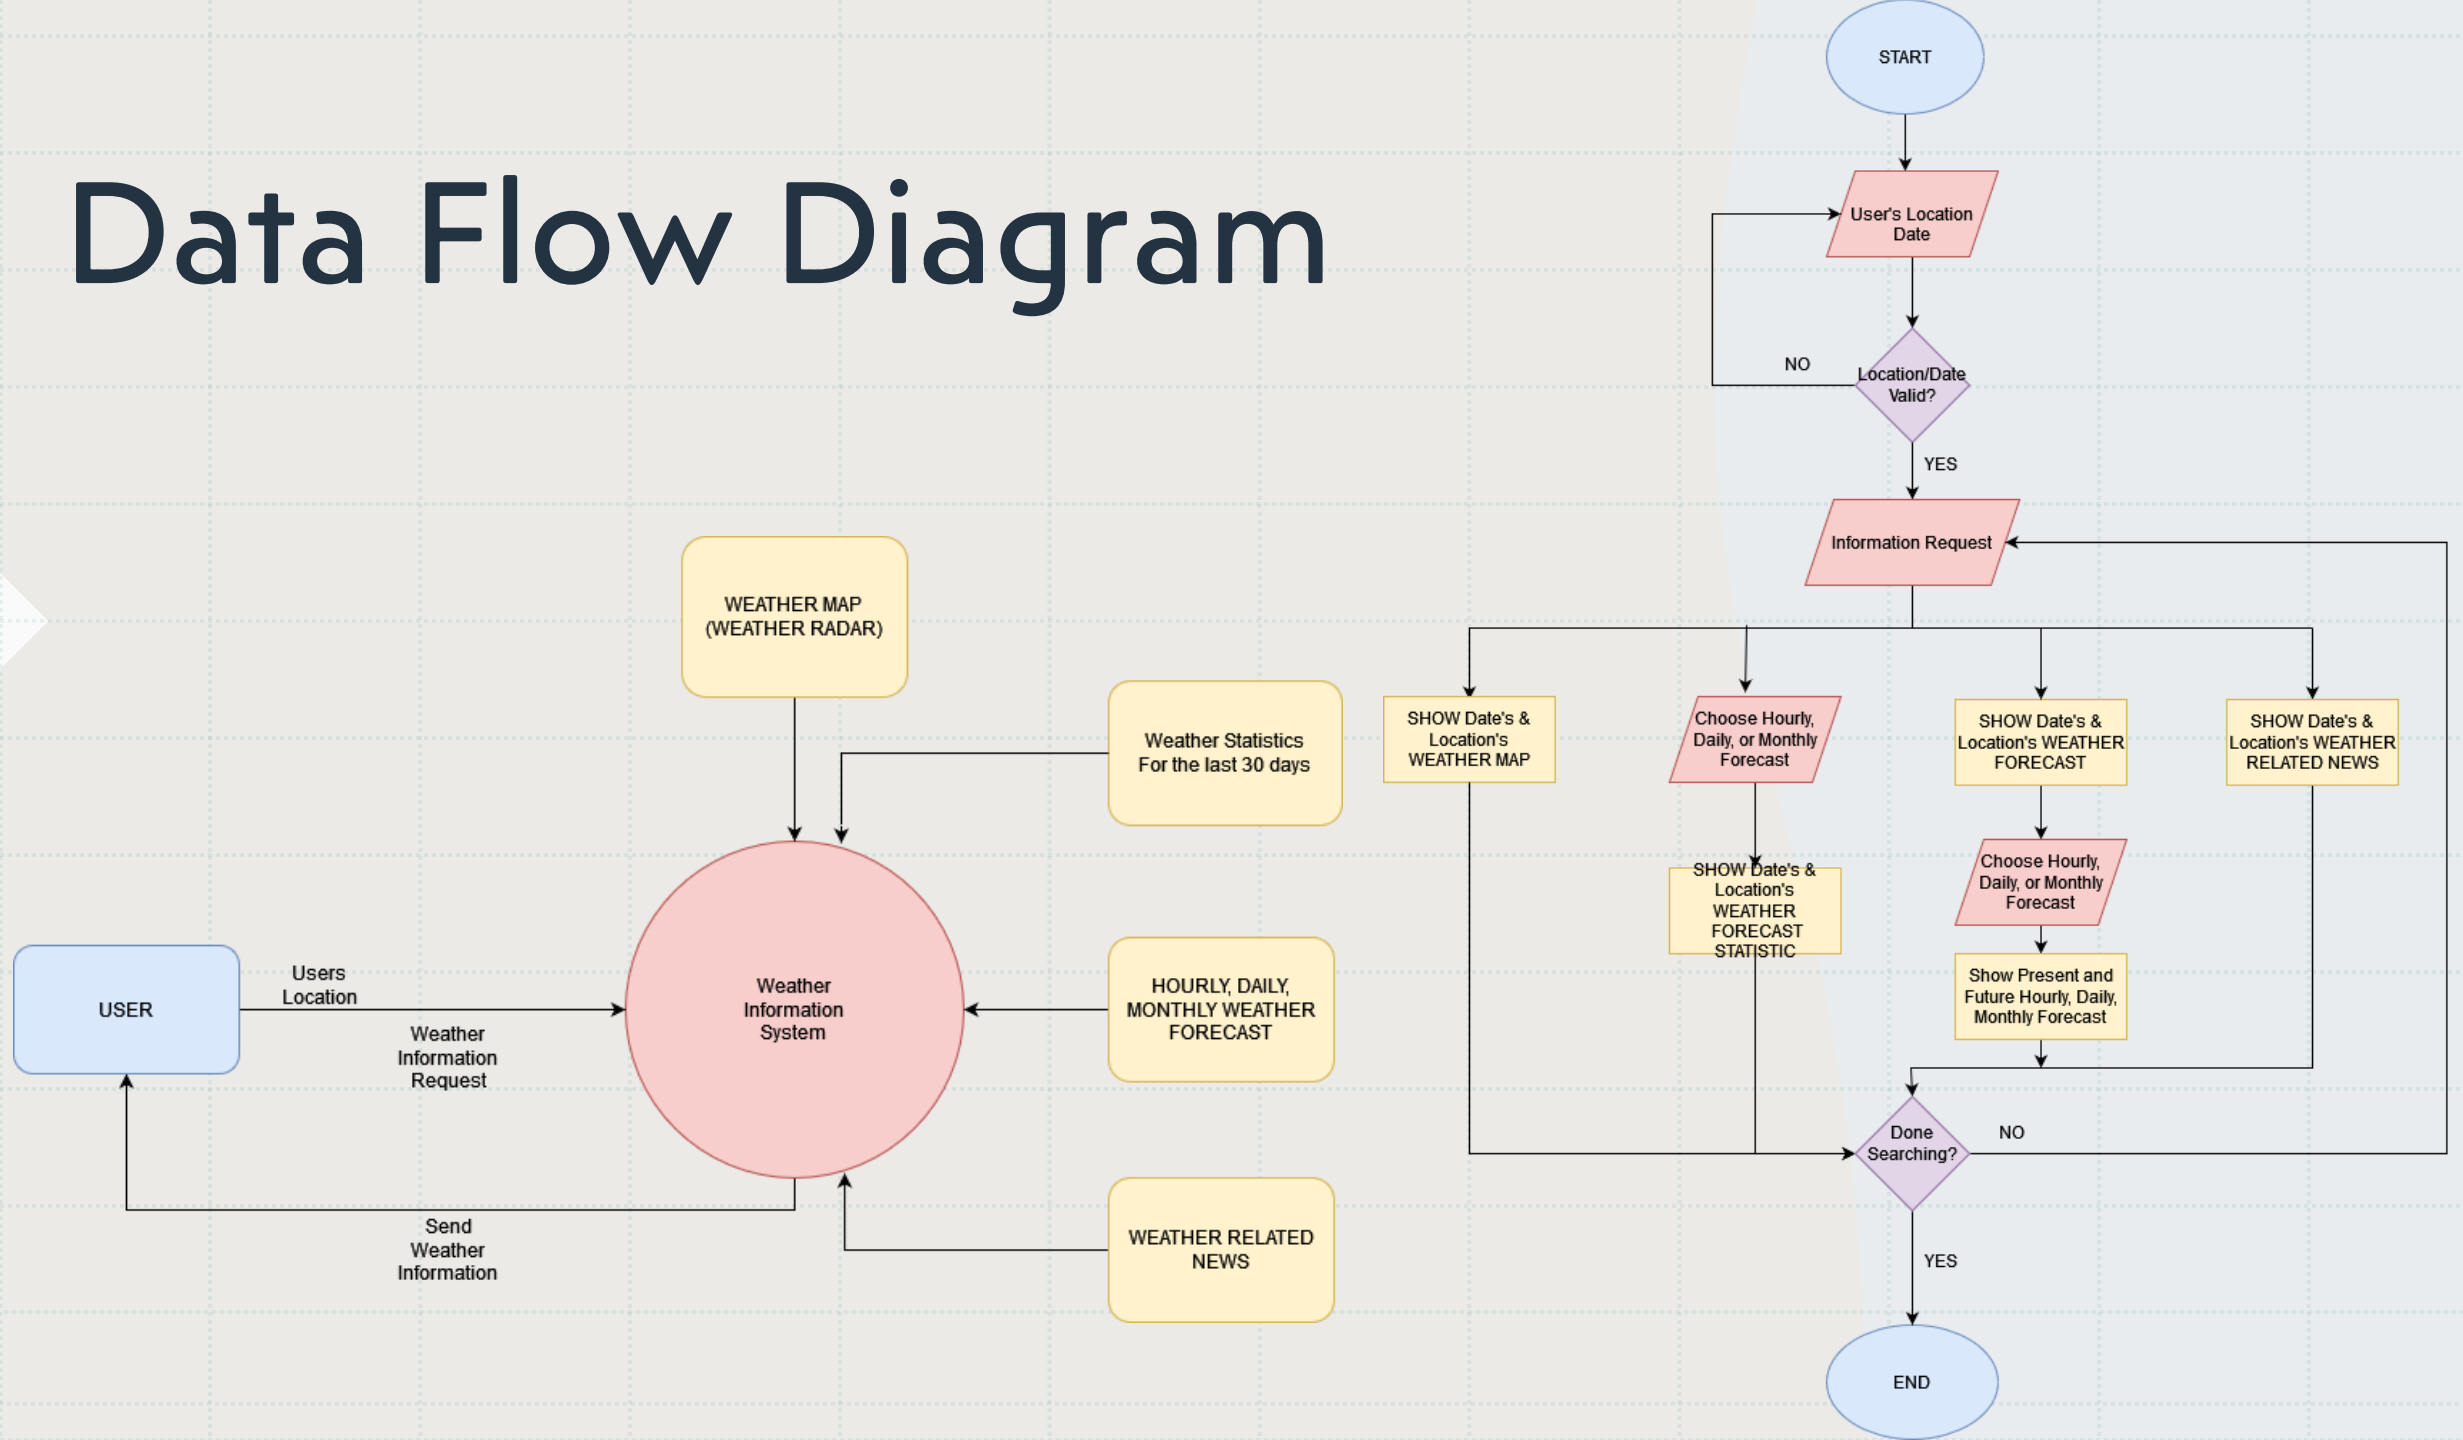 Data Flow Diagram
WEATHER MAP
(WEATHER RADAR)
Weather Statistics
For the last 30 days
USER
Users
Location
Weather
Information
Request
Weather
Information
System
HOURLY, DAILY,
MONTHLY WEATHER
FORECAST
Send
Weather
Information
WEATHER RELATED
NEWS
START
User's Location
Date
Location/Date
Valid?
NO
YES
Information Request
SHOW Date's &
Location's
WEATHER MAP
Choose Hourly,
Daily, or Monthly
Forecast
SHOW Date's &
Location's
WEATHER
FORECAST
STATISTIC
SHOW Date's &
Location's WEATHER
FORECAST
Choose Hourly,
Daily, or Monthly
Forecast
Show Present and
Future Hourly, Daily,
Monthly Forecast
SHOW Date's &
Location's WEATHER
RELATED NEWS
Done
Searching?
NO
YES
END